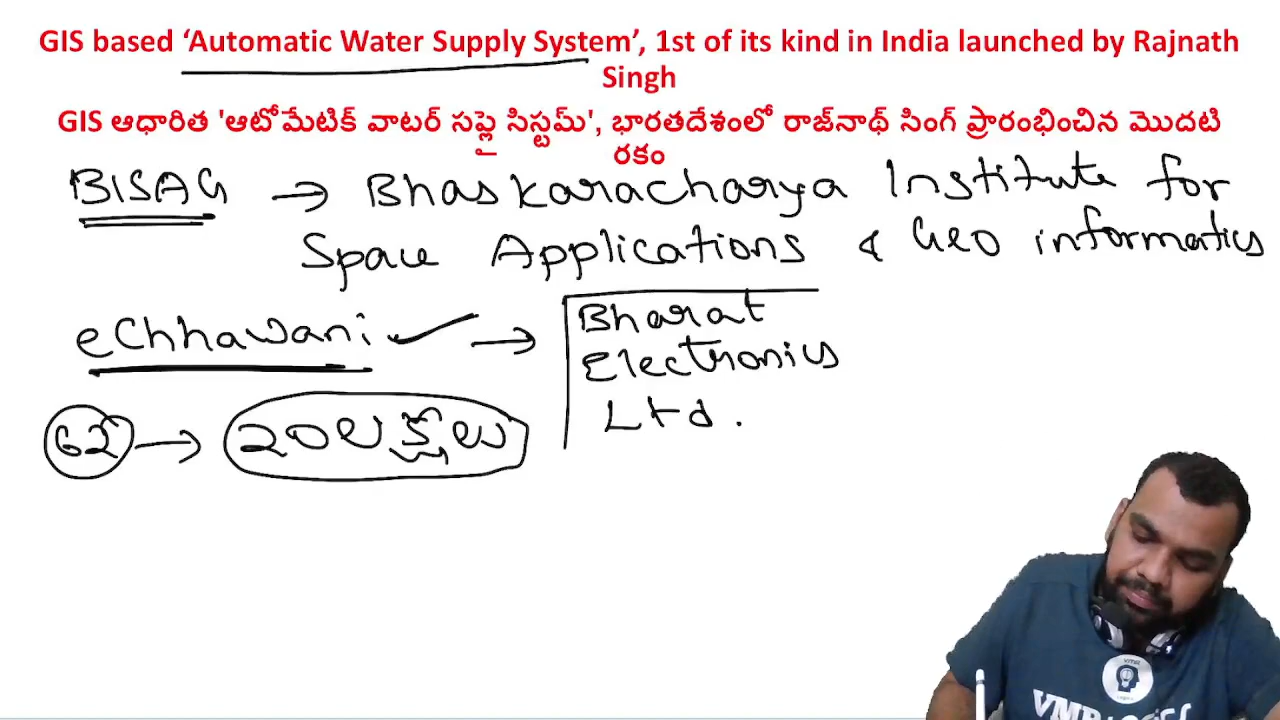 GIS based ‘Automatic Water Supply System’, 1st of its kind in India launched by Rajnath
Singh
GIS ఆధారిత 'ఆటోమేటిక్ వాటర్ సప్లై సిస్టమ్', భారతదేశంలో రాజ్‌నాథ్ సింగ్ ప్రారంభించిన మొదటి
రకం
BISAG → Bhaskaracharya Institute for
Space Applications & Geo informatics
eChhawani ✓ → Bharat
Electronics
Ltd.
62 → 20లక్షలు